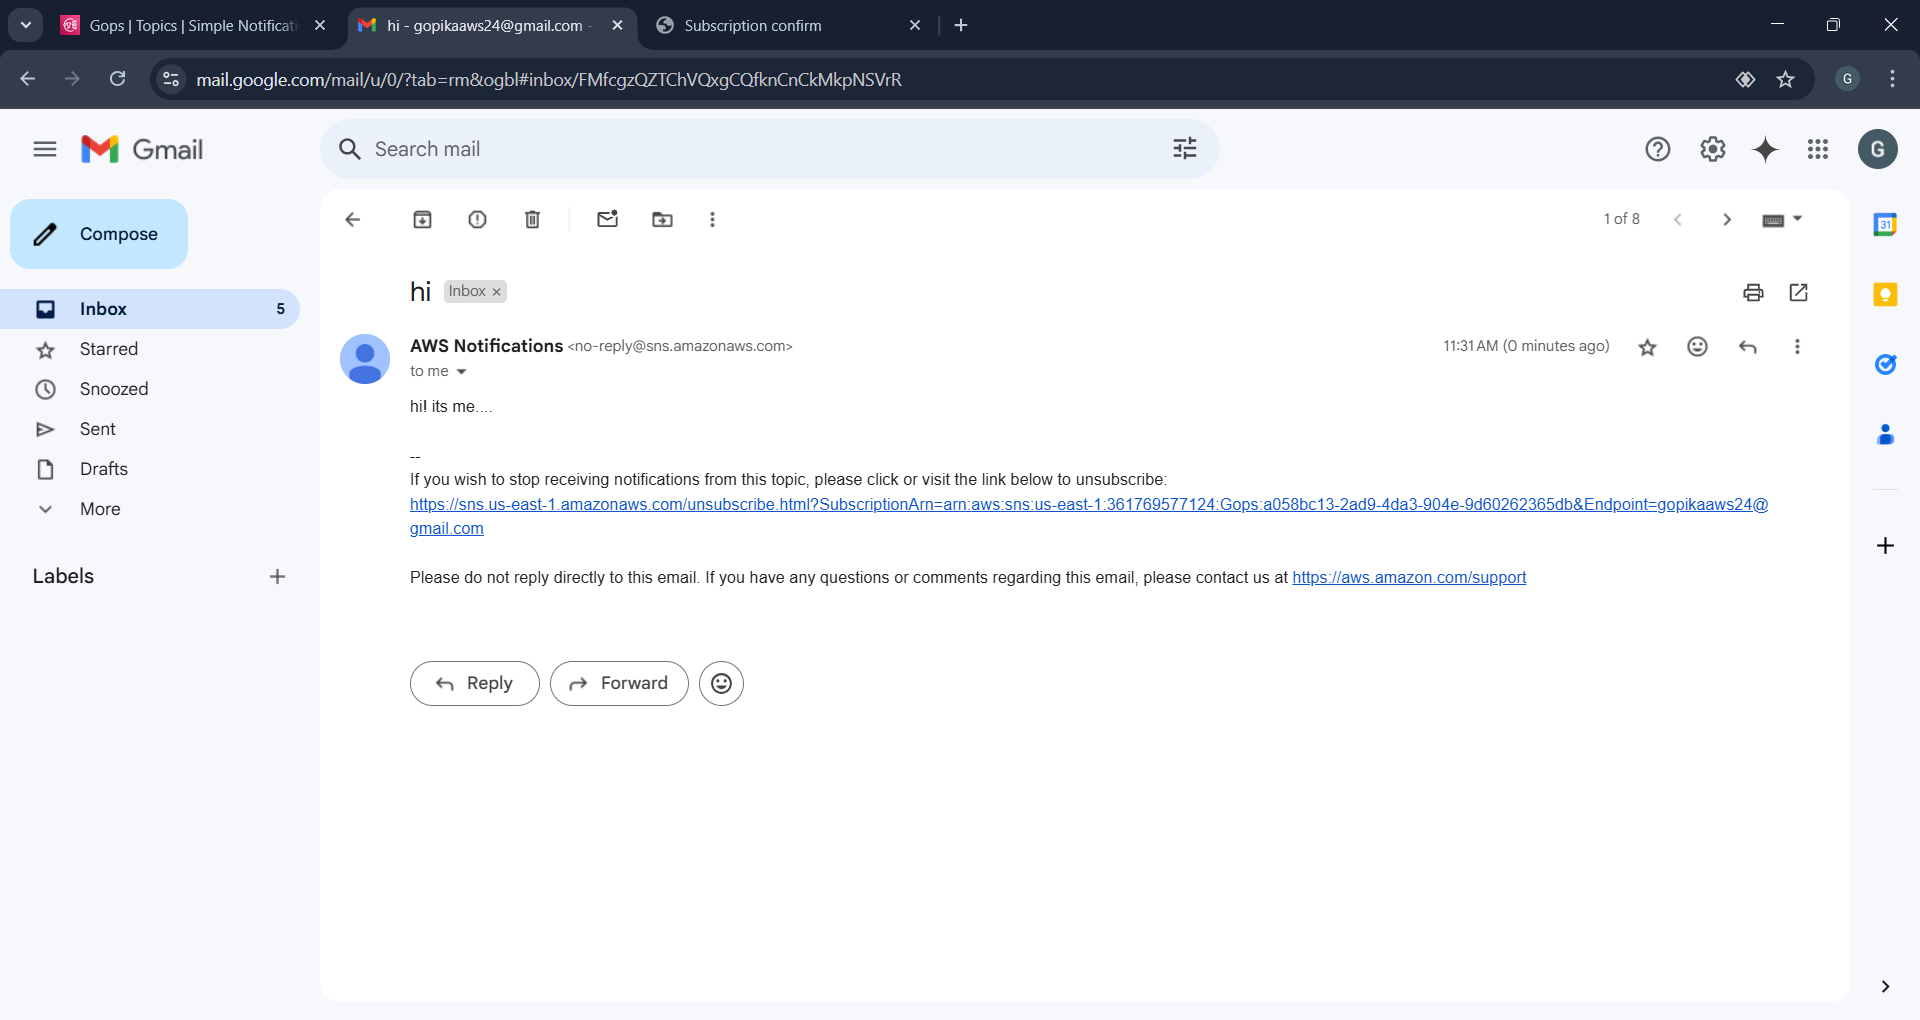 Gops | Topics | Simple Notificati
hi - gopikaaws24@gmail.com -
Subscription confirm
mail.google.com/mail/u/0/?tab=rm&ogbl#inbox/FMfcgzQZTChVQxgCQfknCnCkMkpNSVrR
G
Gmail
Search mail
G
Compose
1 of 8
31
hi Inbox ×
Inbox 5
AWS Notifications <no-reply@sns.amazonaws.com>
11:31 AM (0 minutes ago)
Starred
to me
Snoozed
hi! its me....
Sent
--
Drafts
If you wish to stop receiving notifications from this topic, please click or visit the link below to unsubscribe:
https://sns.us-east-1.amazonaws.com/unsubscribe.html?SubscriptionArn=arn:aws:sns:us-east-1:361769577124:Gops:a058bc13-2ad9-4da3-904e-9d60262365db&Endpoint=gopikaaws24@
More
gmail.com
Labels
Please do not reply directly to this email. If you have any questions or comments regarding this email, please contact us at https://aws.amazon.com/support
Reply
Forward